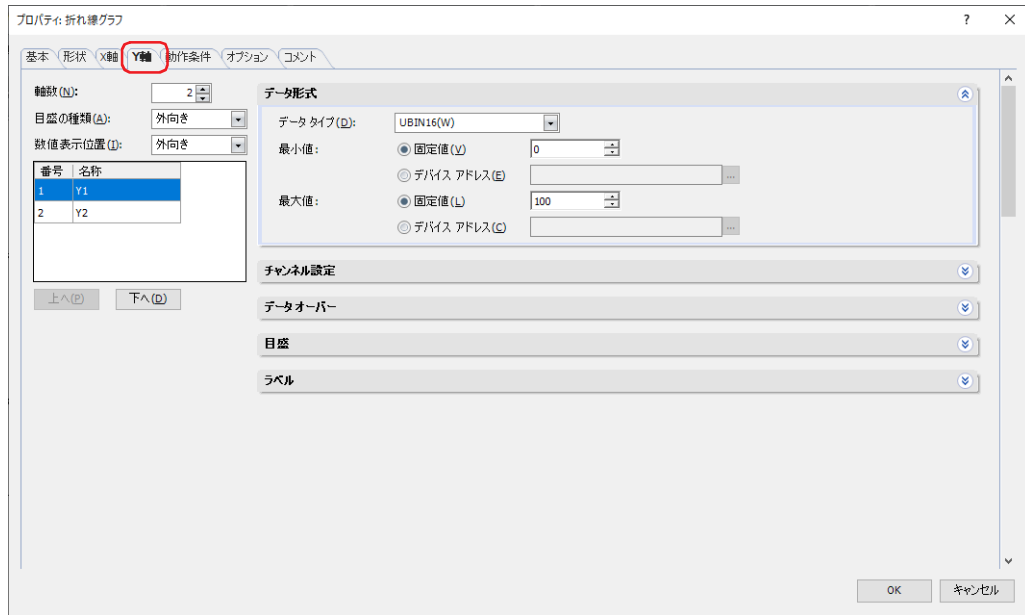 プロパティ: 折れ線グラフ
? ×
基本 形状 X軸 Y軸 動作条件 オプション コメント
軸数(N): 2
目盛の種類(A): 外向き
数値表示位置(I): 外向き
番号 名称
1 Y1
2 Y2
上へ(P) 下へ(D)
データ形式
データ タイプ(D): UBIN16(W)
最小値: 固定値(V) 0
デバイス アドレス(E) ...
最大値: 固定値(L) 100
デバイス アドレス(C) ...
チャンネル設定
データオーバー
目盛
ラベル
OK キャンセル